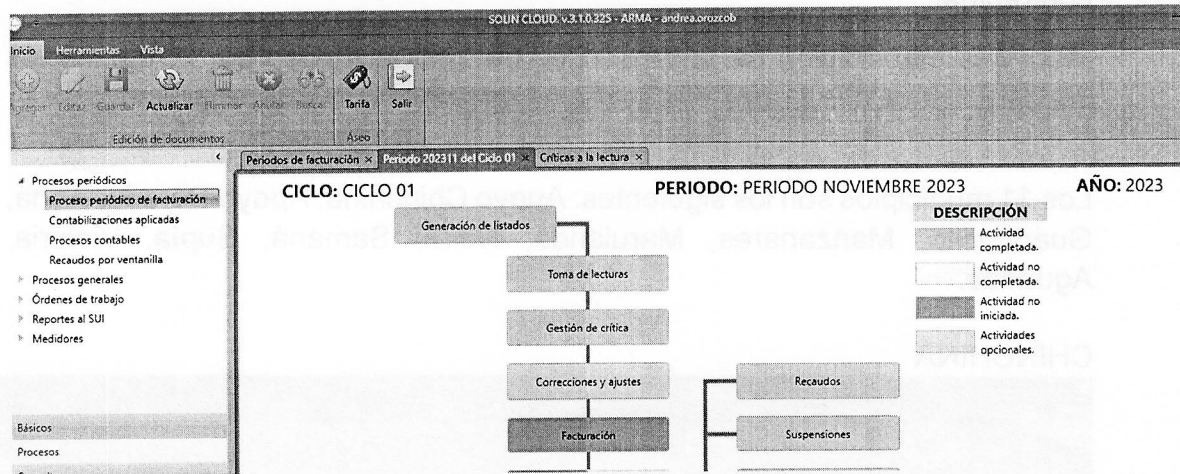 SOLIN CLOUD. v.3.1.0.325 - ARMA - andrea.orozcob
Inicio Herramientas Vista
Agregar Editar Guardar Actualizar Eliminar Anular Buscar Tarifa Salir
Edición de documentos Aseo
Periodos de facturación × Periodo 202311 del Ciclo 01 × Críticas a la lectura ×
Procesos periódicos
Proceso periódico de facturación
Contabilizaciones aplicadas
Procesos contables
Recaudos por ventanilla
Procesos generales
Órdenes de trabajo
Reportes al SUI
Medidores
Básicos
Procesos
CICLO: CICLO 01 PERIODO: PERIODO NOVIEMBRE 2023 AÑO: 2023
Generación de listados
Toma de lecturas
Gestión de crítica
Correcciones y ajustes
Recaudos
Facturación
Suspensiones
DESCRIPCIÓN
Actividad
completada.
Actividad no
completada.
Actividad no
iniciada.
Actividades
opcionales.